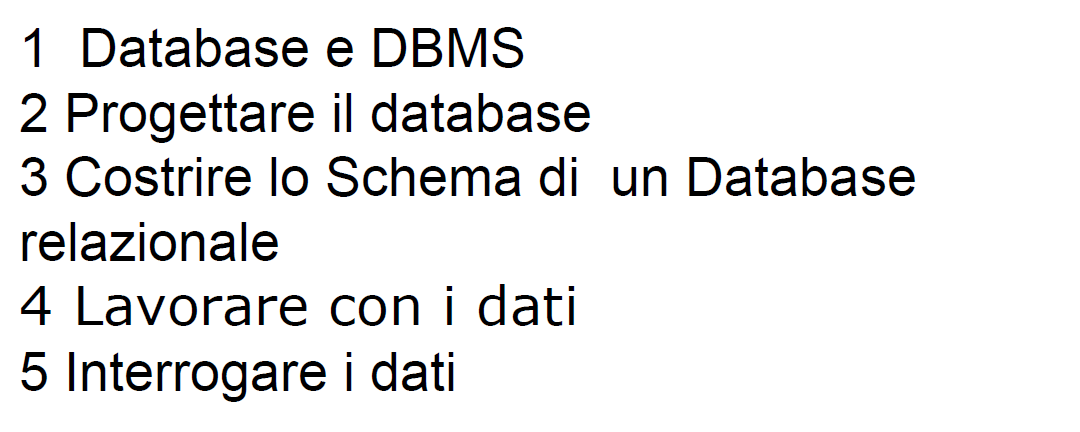 1  Database e DBMS
2 Progettare il database
3 Costrire lo Schema di  un Database
relazionale
4 Lavorare con i dati
5 Interrogare i dati